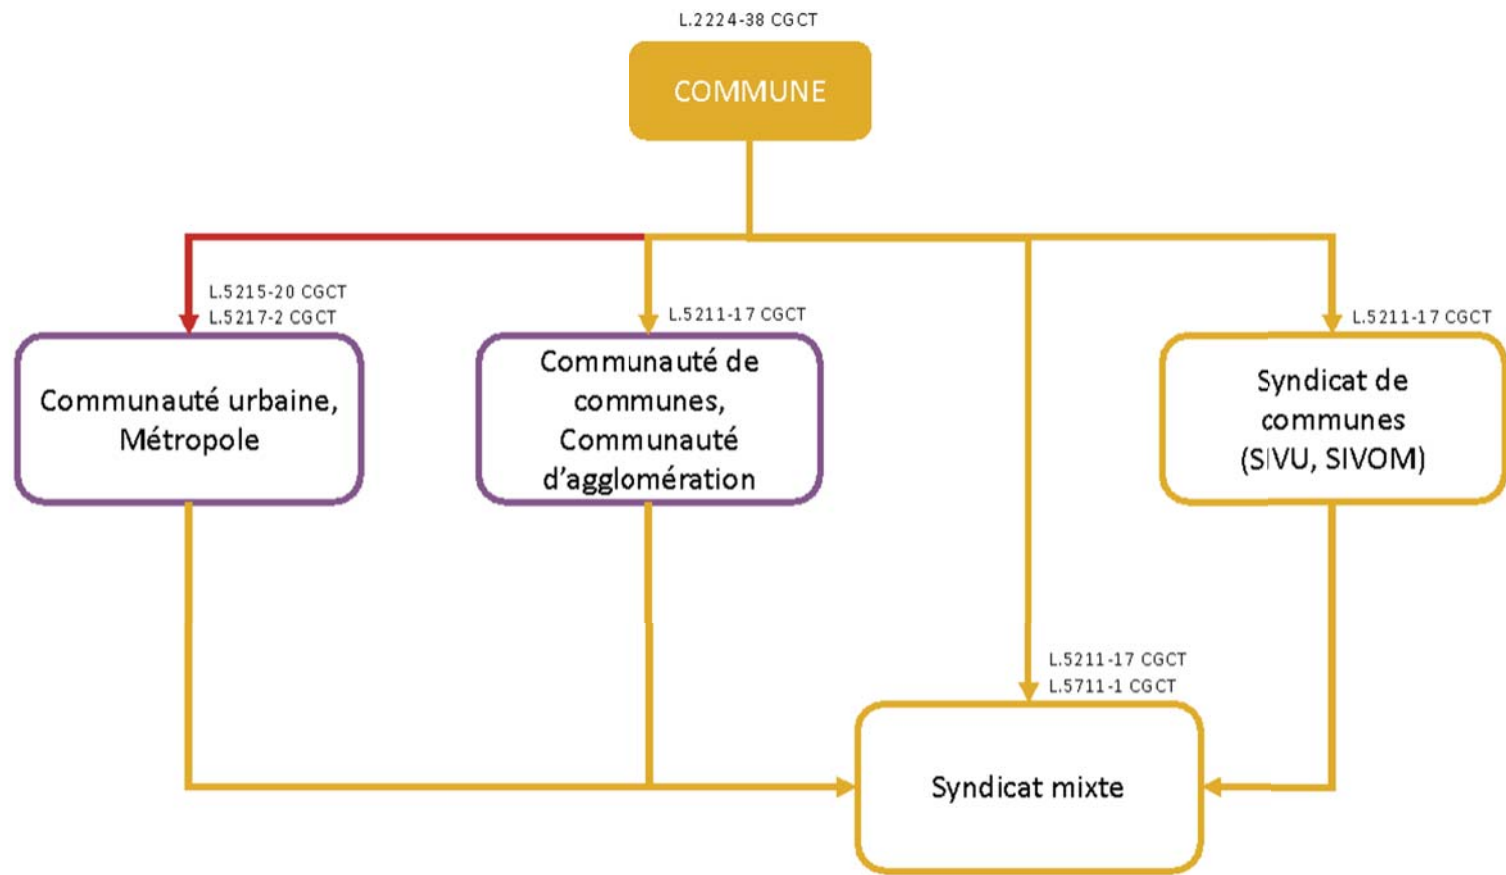 L.2224-38 CGCT
COMMUNE
L.5215-20 CGCT
L.5217-2 CGCT
L.5211-17 CGCT
L.5211-17 CGCT
Communauté urbaine,
Métropole
Communauté de
communes,
Communauté
d'agglomération
Syndicat de
communes
(SIVU, SIVOM)
L.5211-17 CGCT
L.5711-1 CGCT
Syndicat mixte